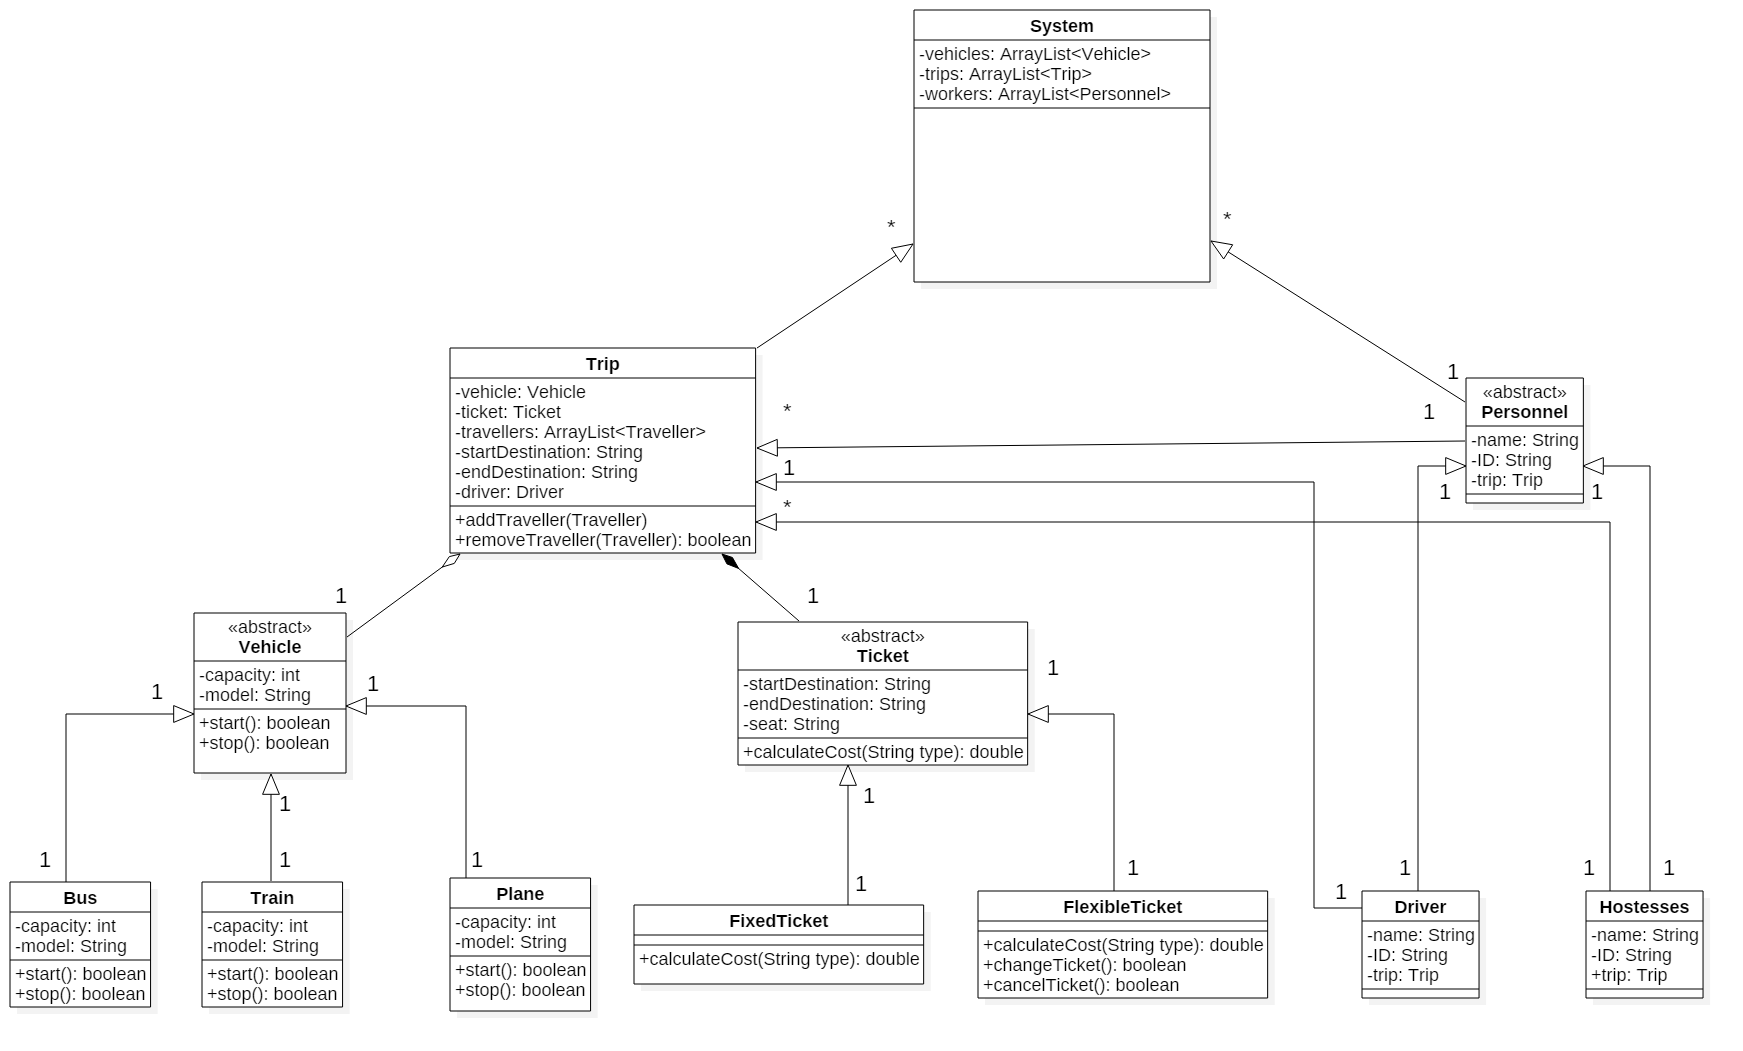 System
-vehicles: ArrayList<Vehicle>
-trips: ArrayList<Trip>
-workers: ArrayList<Personnel>
*
*
Trip
-vehicle: Vehicle
-ticket: Ticket
-travellers: ArrayList<Traveller>
-startDestination: String
-endDestination: String
-driver: Driver
+addTraveller(Traveller)
+removeTraveller(Traveller): boolean
*
1
*
1
1
«abstract»
Personnel
-name: String
-ID: String
-trip: Trip
1
1
1
«abstract»
Vehicle
-capacity: int
-model: String
+start(): boolean
+stop(): boolean
1
1
1
1
«abstract»
Ticket
-startDestination: String
-endDestination: String
-seat: String
+calculateCost(String type): double
1
1
1
Bus
-capacity: int
-model: String
+start(): boolean
+stop(): boolean
1
Train
-capacity: int
-model: String
+start(): boolean
+stop(): boolean
1
Plane
-capacity: int
-model: String
+start(): boolean
+stop(): boolean
1
FixedTicket
+calculateCost(String type): double
1
FlexibleTicket
+calculateCost(String type): double
+changeTicket(): boolean
+cancelTicket(): boolean
1
1
Driver
-name: String
-ID: String
-trip: Trip
1
1
Hostesses
-name: String
-ID: String
+trip: Trip